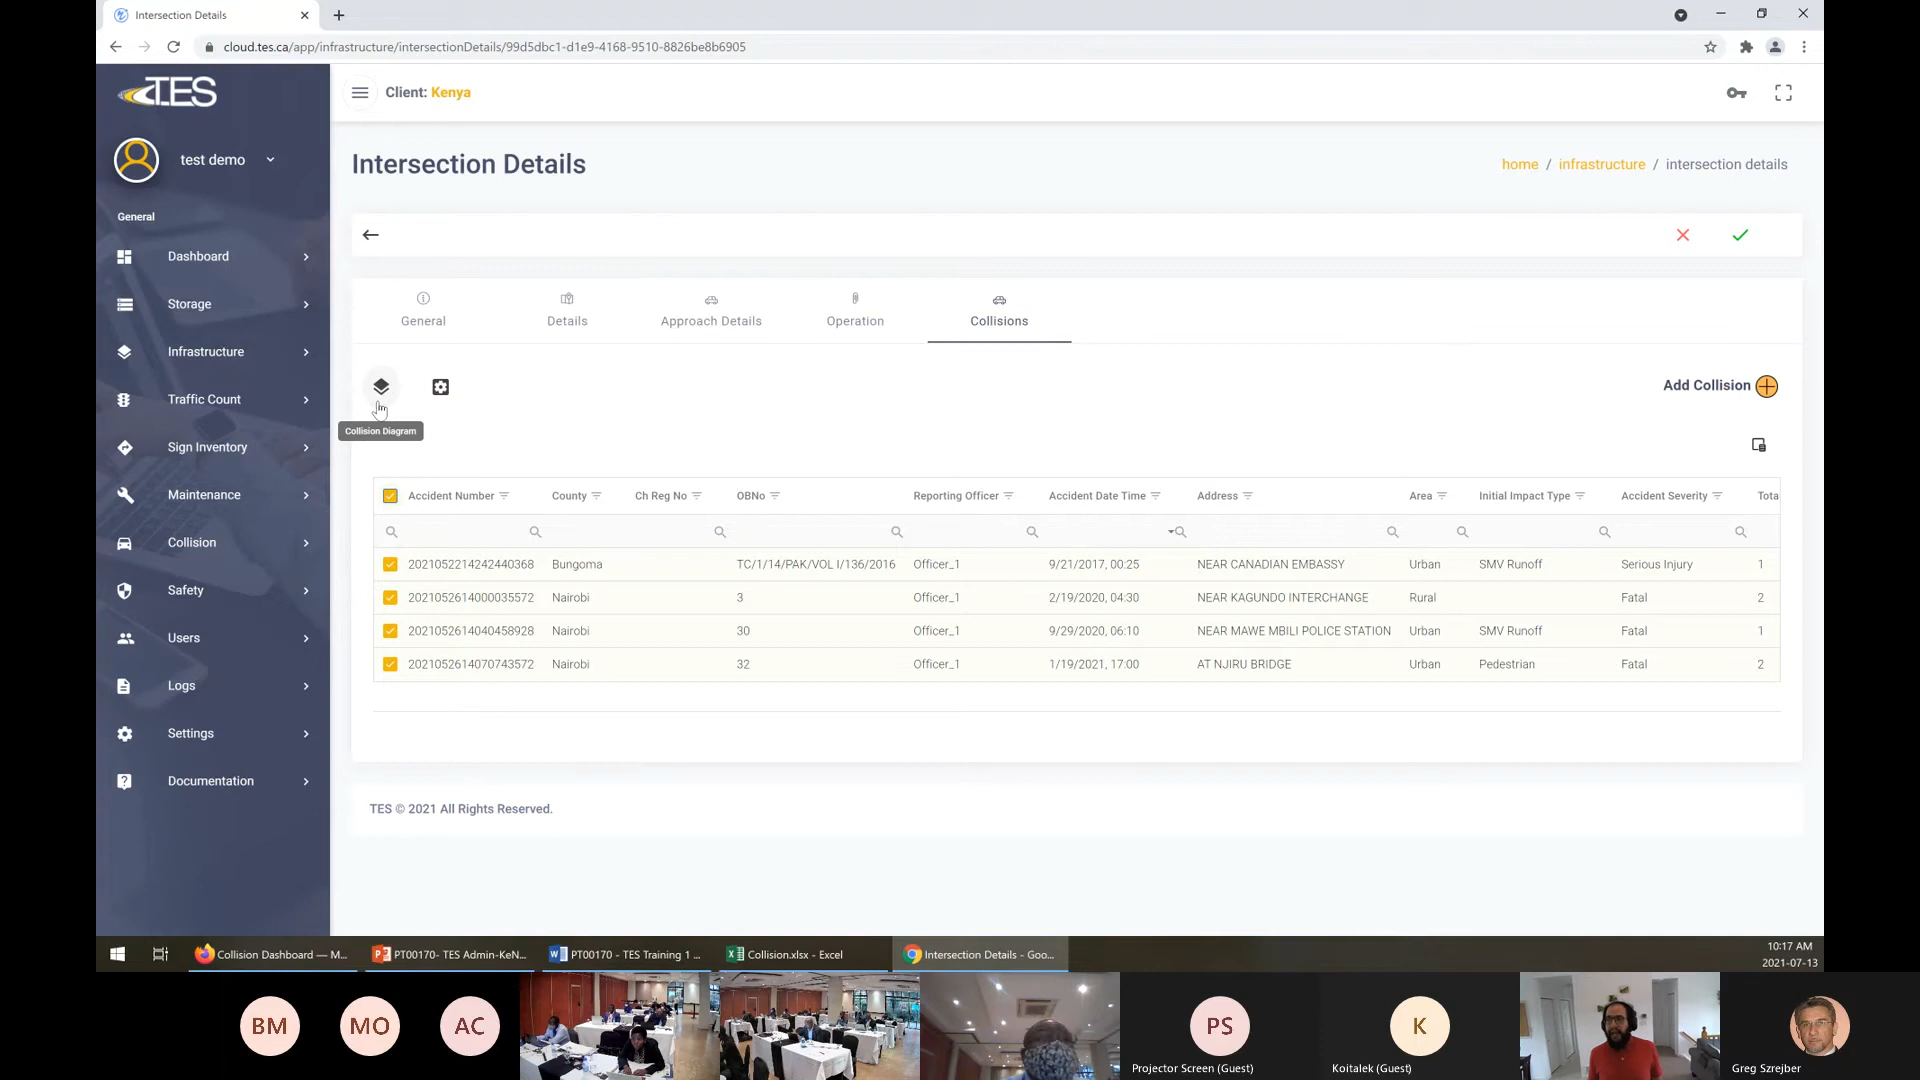 Intersection Details
cloud.tes.ca/app/infrastructure/intersectionDetails/99d5dbc1-d1e9-4168-9510-8826be8b6905
TES
Client: Kenya
test demo
Intersection Details
home / infrastructure / intersection details
General
Dashboard
Storage
Infrastructure
Traffic Count
Sign Inventory
Maintenance
Collision
Safety
Users
Logs
Settings
Documentation
General Details Approach Details Operation Collisions
Add Collision
Collision Diagram
Accident Number County Ch Reg No OBNo Reporting Officer Accident Date Time Address Area Initial Impact Type Accident Severity Tota
2021052214242440368 Bungoma TC/1/14/PAK/VOL I/136/2016 Officer_1 9/21/2017, 00:25 NEAR CANADIAN EMBASSY Urban SMV Runoff Serious Injury 1
2021052614000035572 Nairobi 3 Officer_1 2/19/2020, 04:30 NEAR KAGUNDO INTERCHANGE Rural Fatal 2
2021052614040458928 Nairobi 30 Officer_1 9/29/2020, 06:10 NEAR MAWE MBILI POLICE STATION Urban SMV Runoff Fatal 1
2021052614070743572 Nairobi 32 Officer_1 1/19/2021, 17:00 AT NJIRU BRIDGE Urban Pedestrian Fatal 2
TES © 2021 All Rights Reserved.
Collision Dashboard — M... PT00170- TES Admin-KeN... PT00170 - TES Training 1 ... Collision.xlsx - Excel Intersection Details - Goo...
10:17 AM
2021-07-13
BM MO AC PS K
Projector Screen (Guest) Koitalek (Guest) Greg Szrejber